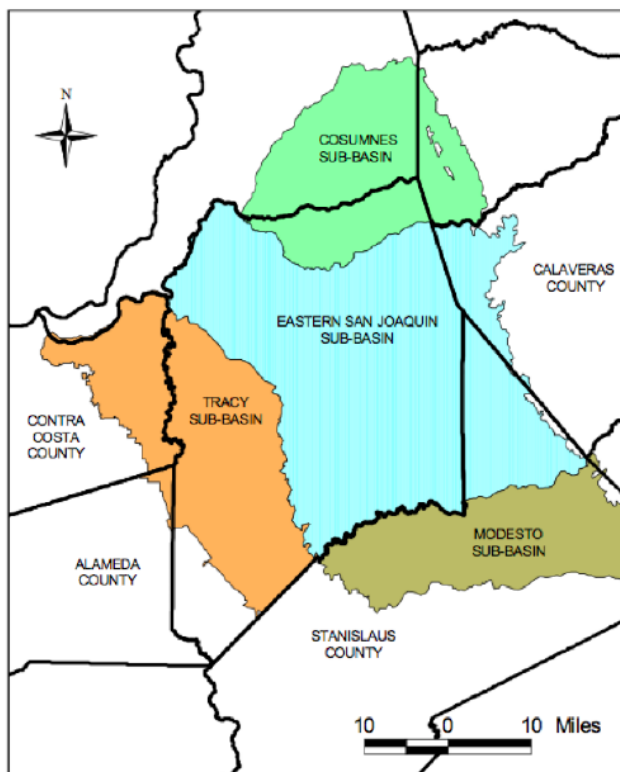 N
COSUMNES
SUB-BASIN
CALAVERAS
COUNTY
EASTERN SAN JOAQUIN
SUB-BASIN
TRACY
SUB-BASIN
CONTRA
COSTA
COUNTY
MODESTO
SUB-BASIN
ALAMEDA
COUNTY
STANISLAUS
COUNTY
10 0 10 Miles